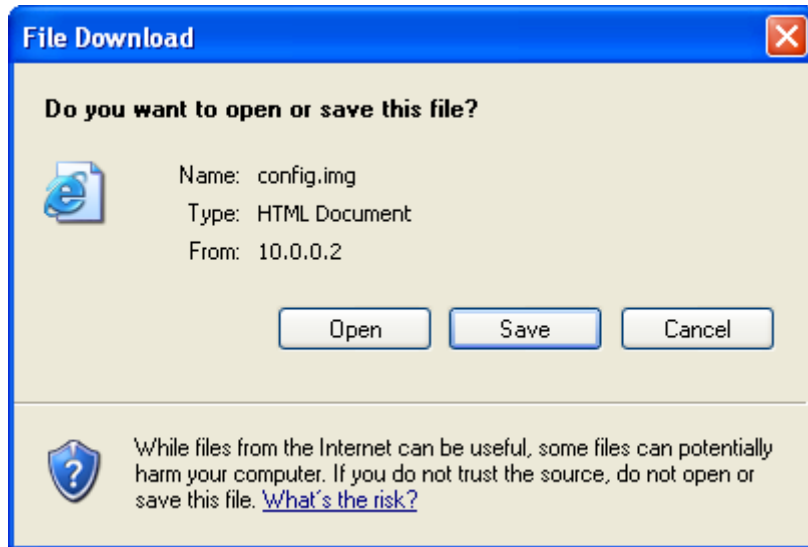 File Download
Do you want to open or save this file?
Name: config.img
Type: HTML Document
From: 10.0.0.2
Open Save Cancel
While files from the Internet can be useful, some files can potentially
harm your computer. If you do not trust the source, do not open or
save this file. What's the risk?